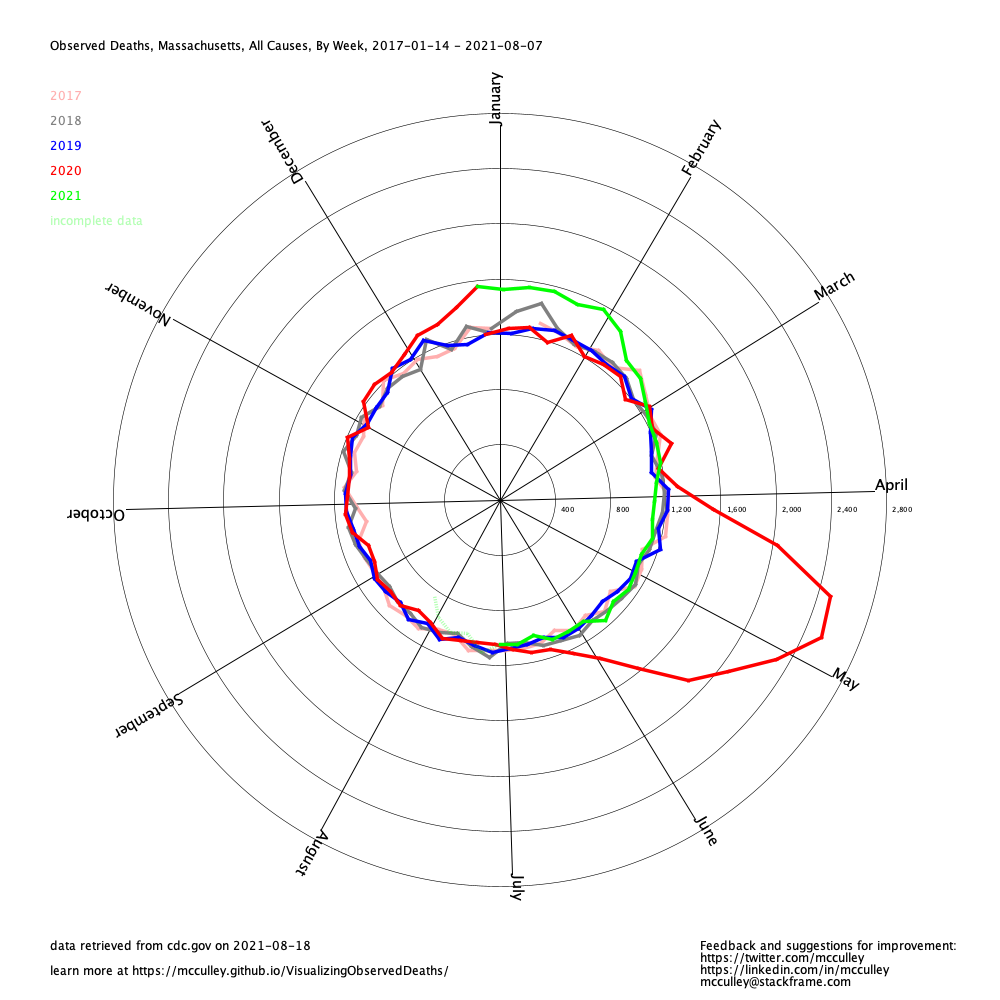 Observed Deaths, Massachusetts, All Causes, By Week, 2017-01-14 - 2021-08-07
2017
2018
2019
2020
2021
incomplete data
January
February
March
April
May
June
July
August
September
October
November
December
400
800
1,200
1,600
2,000
2,400
2,800
data retrieved from cdc.gov on 2021-08-18
learn more at https://mcculley.github.io/VisualizingObservedDeaths/
Feedback and suggestions for improvement:
https://twitter.com/mcculley
https://linkedin.com/in/mcculley
mcculley@stackframe.com